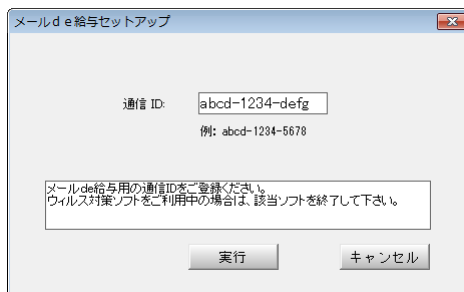 メールｄｅ給与セットアップ
通信 ID:
abcd-1234-defg
例: abcd-1234-5678
メールde給与用の通信IDをご登録ください。
ウィルス対策ソフトをご利用中の場合は、該当ソフトを終了して下さい。
実行
キャンセル